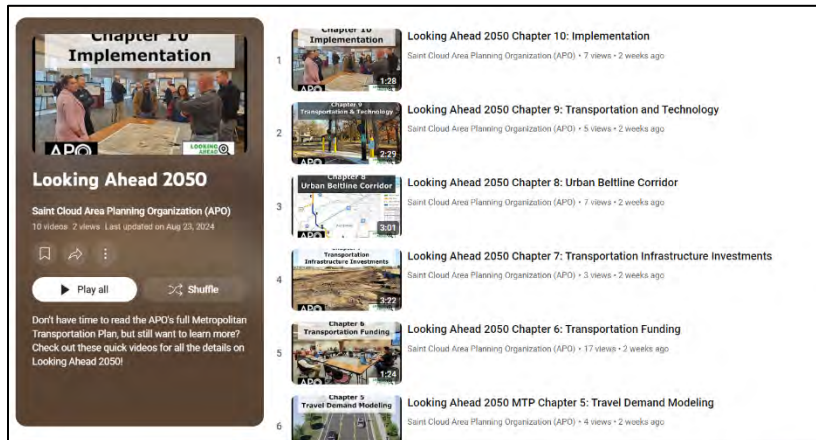 Chapter 10
Implementation
APO
LOOKING
AHEAD
Looking Ahead 2050
Saint Cloud Area Planning Organization (APO)
10 videos 2 views Last updated on Aug 23, 2024
Play all
Shuffle
Don't have time to read the APO's full Metropolitan
Transportation Plan, but still want to learn more?
Check out these quick videos for all the details on
Looking Ahead 2050!
1
Chapter 10
Implementation
APO
1:28
Looking Ahead 2050 Chapter 10: Implementation
Saint Cloud Area Planning Organization (APO) • 7 views • 2 weeks ago
2
Chapter 9
Transportation & Technology
APO
2:29
Looking Ahead 2050 Chapter 9: Transportation and Technology
Saint Cloud Area Planning Organization (APO) • 5 views • 2 weeks ago
3
Chapter 8
Urban Beltline Corridor
3:01
Looking Ahead 2050 Chapter 8: Urban Beltline Corridor
Saint Cloud Area Planning Organization (APO) • 7 views • 2 weeks ago
4
Transportation
Infrastructure Investments
APO
3:22
Looking Ahead 2050 Chapter 7: Transportation Infrastructure Investments
Saint Cloud Area Planning Organization (APO) • 3 views • 2 weeks ago
5
Chapter 6
Transportation Funding
APO
1:24
Looking Ahead 2050 Chapter 6: Transportation Funding
Saint Cloud Area Planning Organization (APO) • 17 views • 2 weeks ago
6
Chapter 5
Travel Demand Modeling
Looking Ahead 2050 MTP Chapter 5: Travel Demand Modeling
Saint Cloud Area Planning Organization (APO) • 4 views • 2 weeks ago